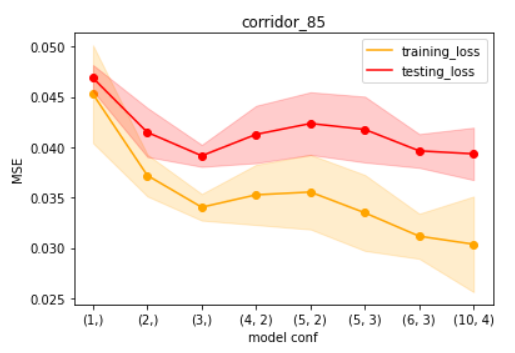 corridor_85
training_loss
testing_loss
MSE
0.050
0.045
0.040
0.035
0.030
0.025
(1,) (2,) (3,) (4, 2) (5, 2) (5, 3) (6, 3) (10, 4)
model conf